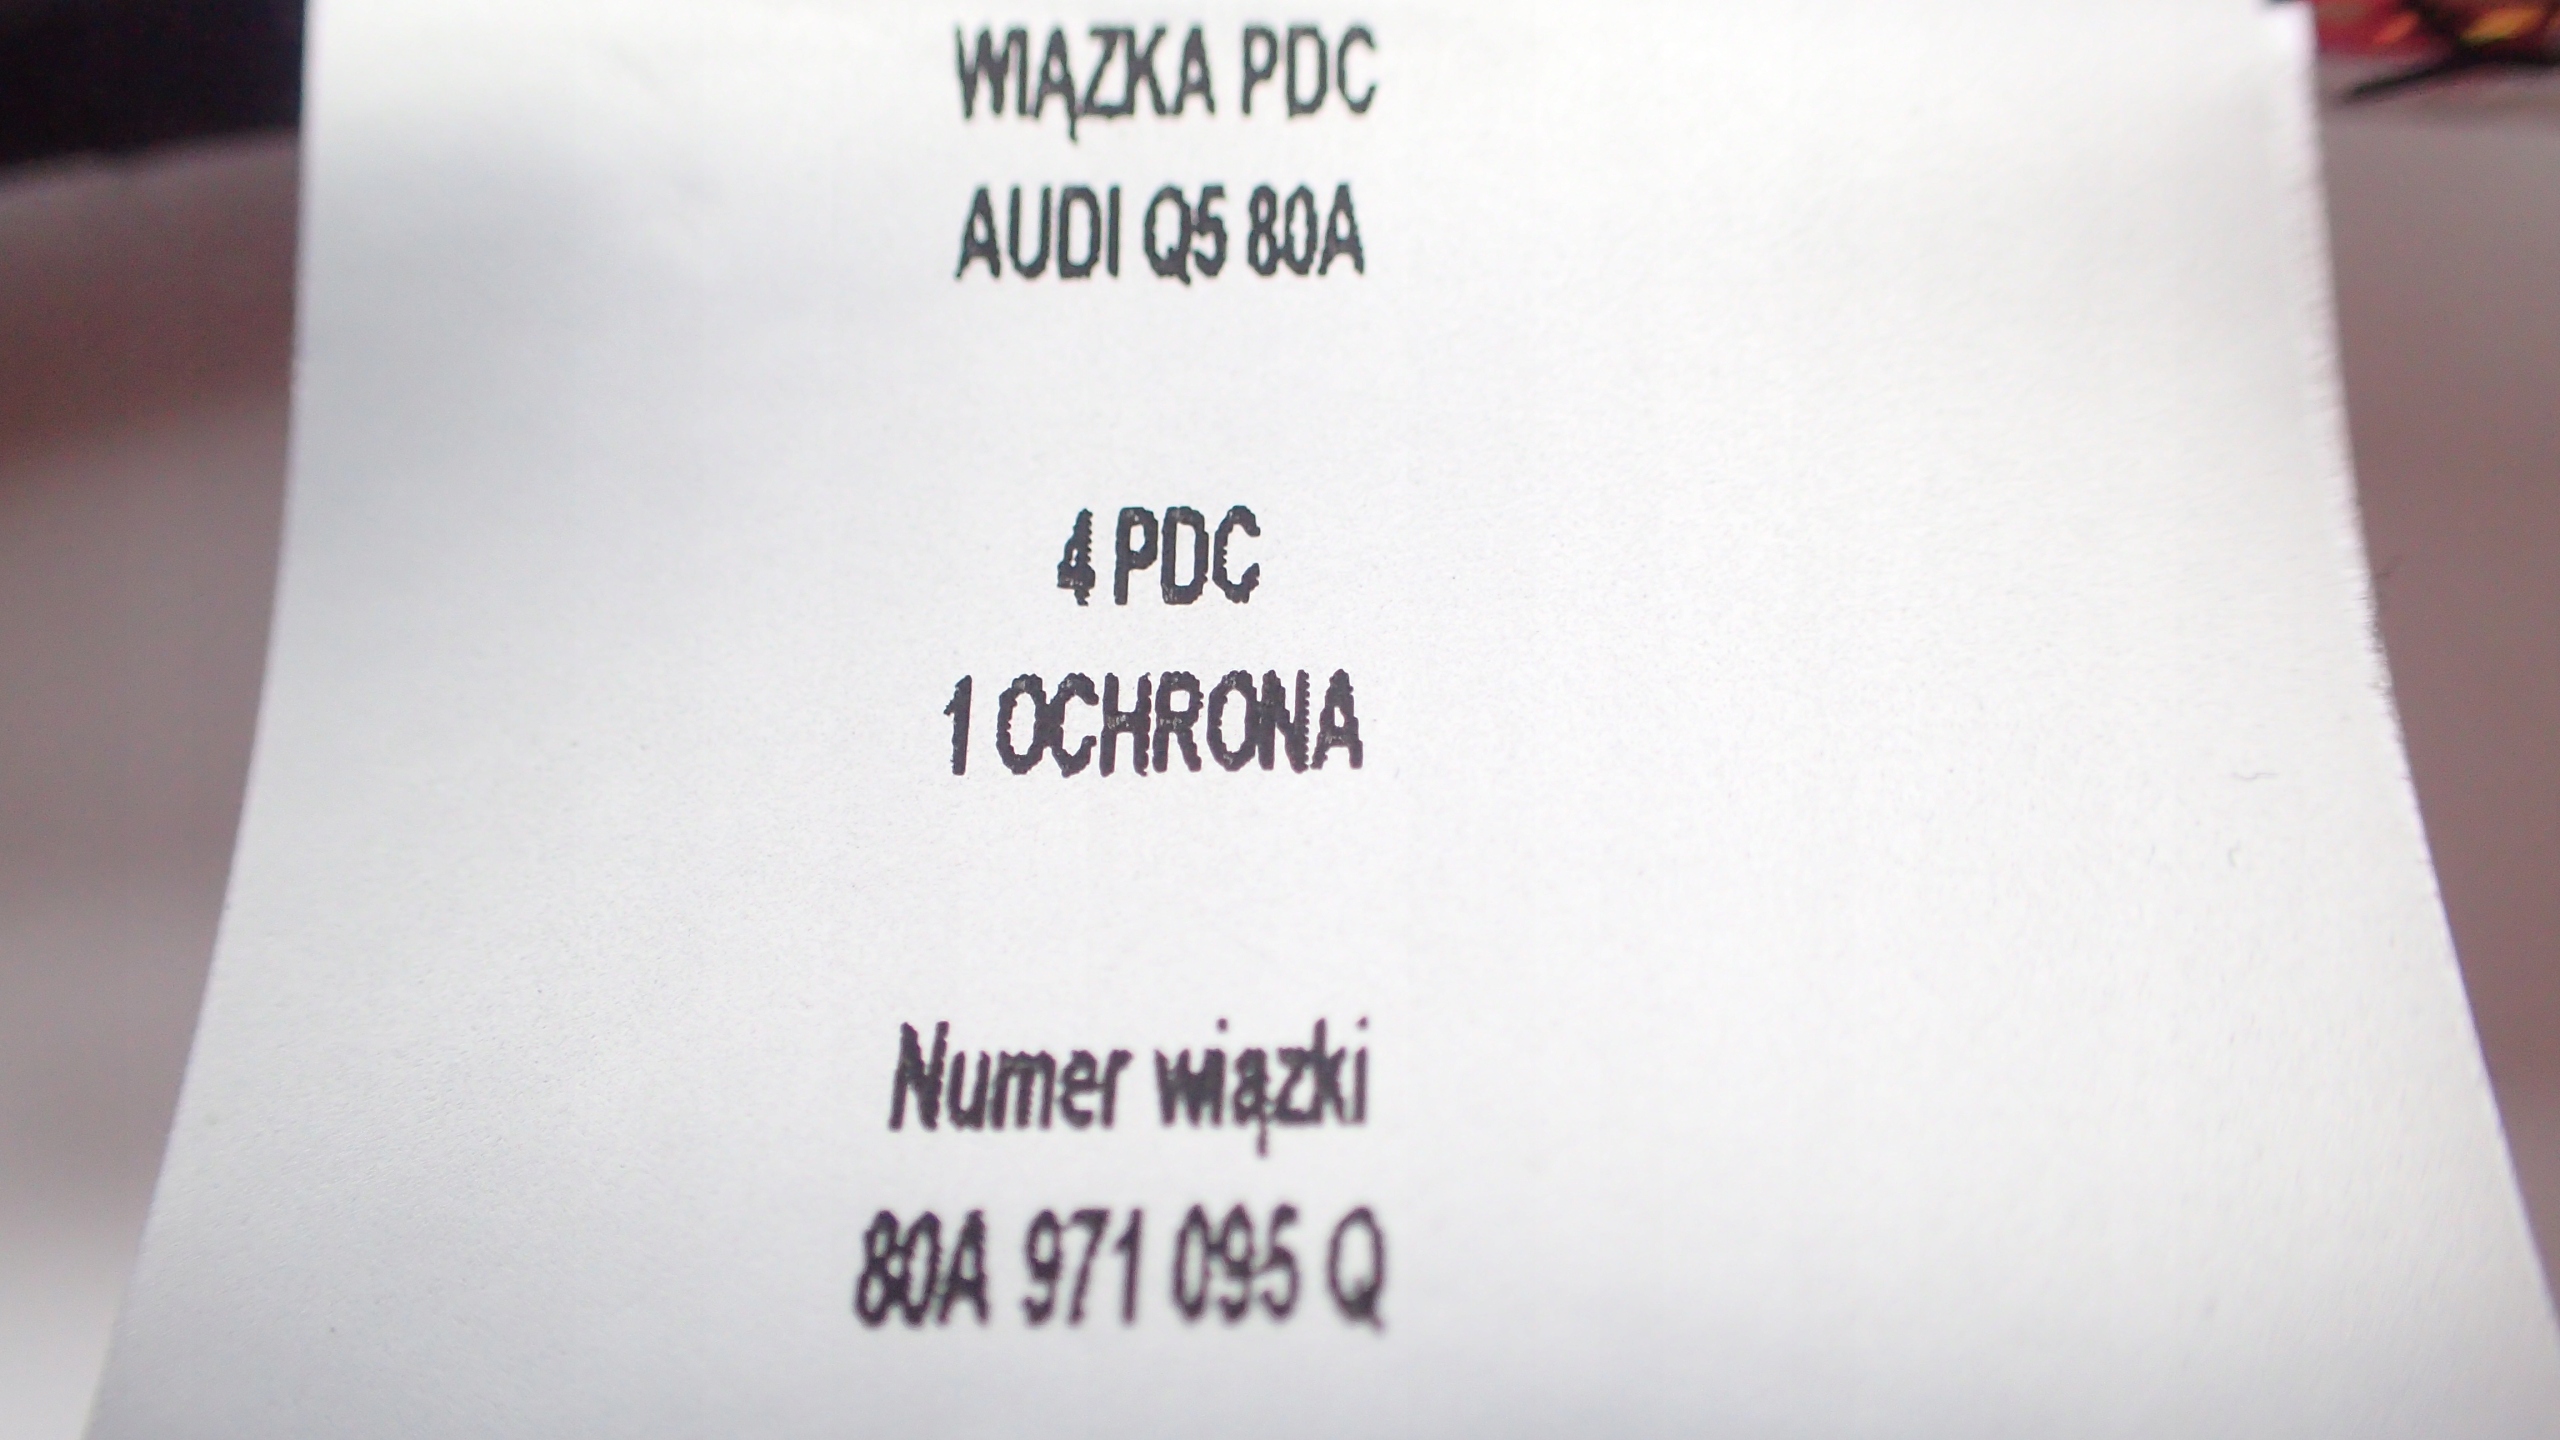 WIĄZKA PDC
AUDI Q5 80A
4 PDC
1 OCHRONA
Numer wiązki
80A 971 095 Q